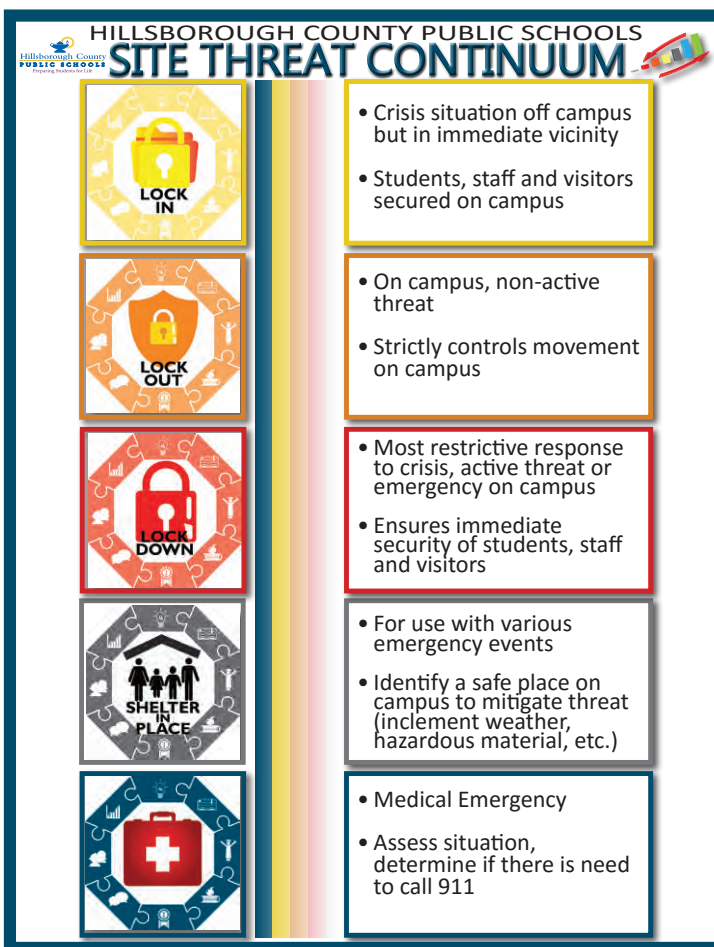 HILLSBOROUGH COUNTY PUBLIC SCHOOLS
Hillsborough County
PUBLIC SCHOOLS
Preparing Students for Life
SITE THREAT CONTINUUM
LOCK
IN
• Crisis situation off campus
but in immediate vicinity
• Students, staff and visitors
secured on campus
LOCK
OUT
• On campus, non-active
threat
• Strictly controls movement
on campus
LOCK
DOWN
• Most restrictive response
to crisis, active threat or
emergency on campus
• Ensures immediate
security of students, staff
and visitors
SHELTER
IN
PLACE
• For use with various
emergency events
• Identify a safe place on
campus to mitigate threat
(inclement weather,
hazardous material, etc.)
• Medical Emergency
• Assess situation,
determine if there is need
to call 911